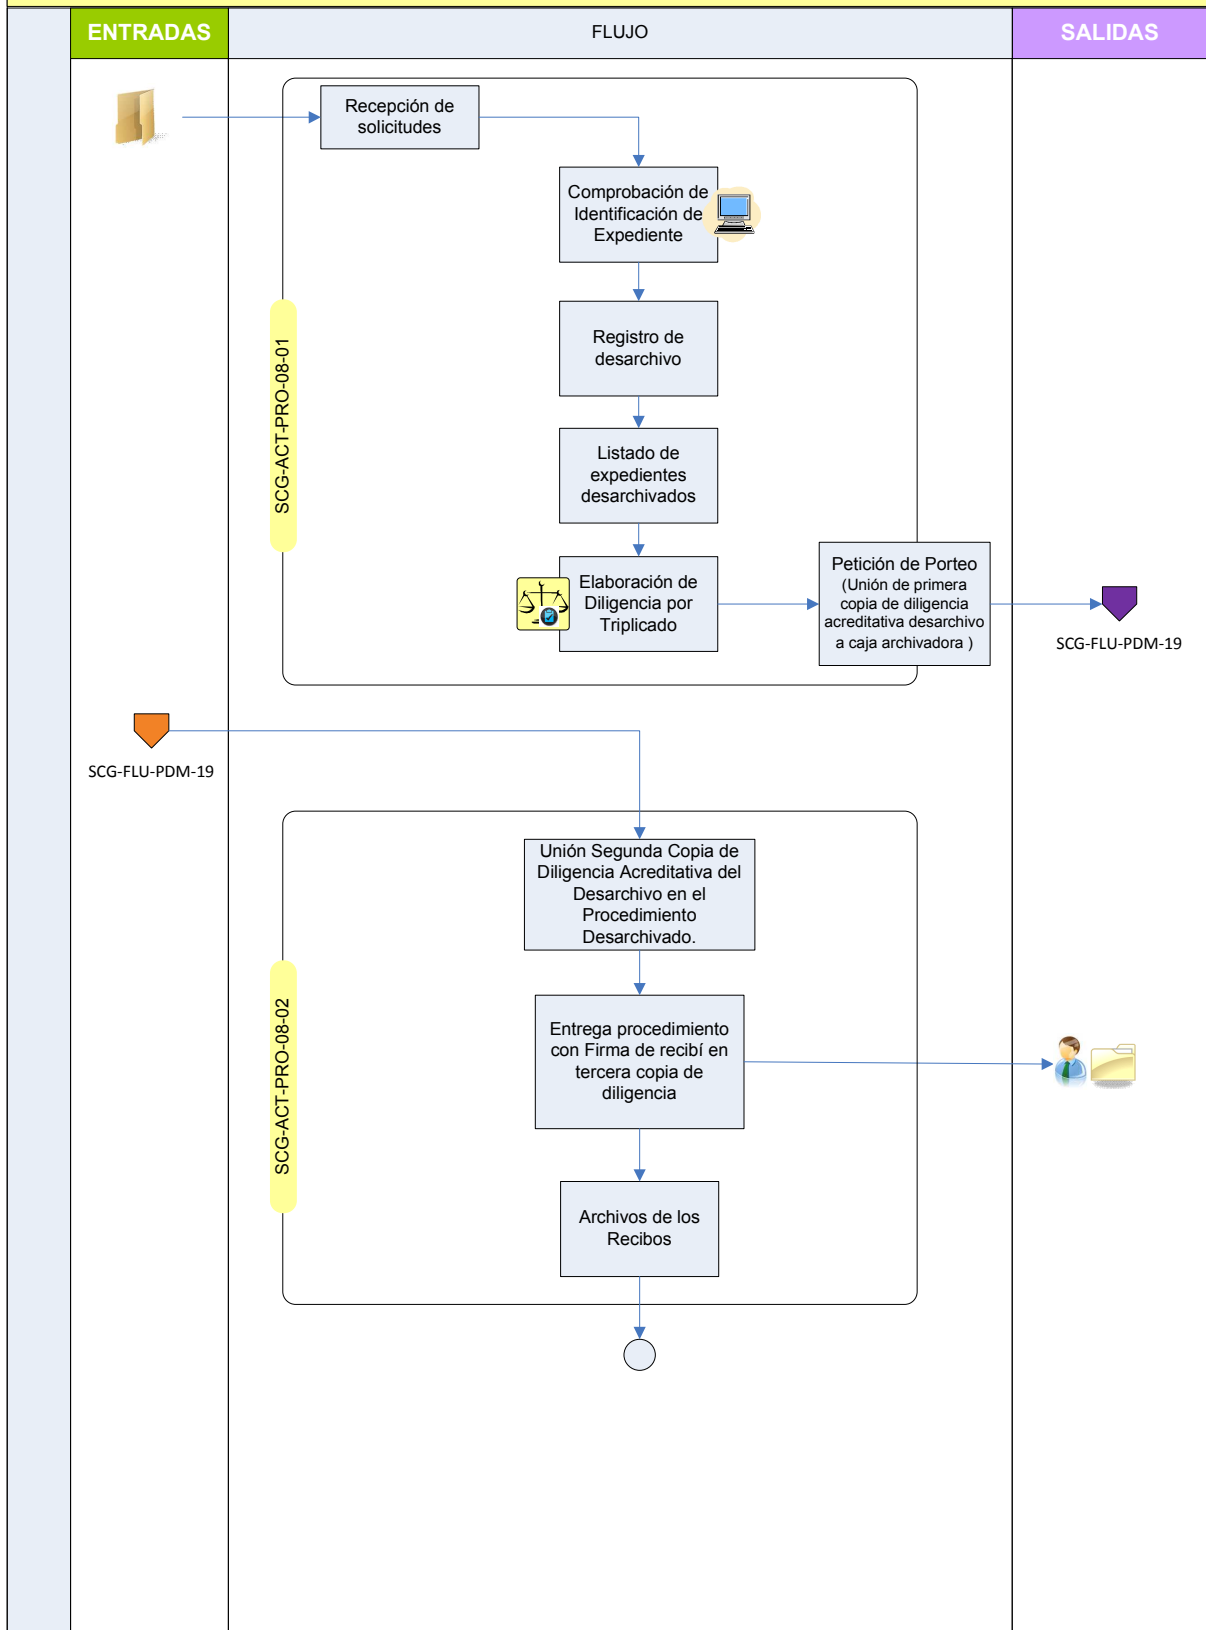 ENTRADAS
FLUJO
SALIDAS
Recepción de
solicitudes
Comprobación de
Identificación de
Expediente
Registro de
desarchivo
SCG-ACT-PRO-08-01
Listado de
expedientes
desarchivados
Elaboración de
Diligencia por
Triplicado
Petición de Porteo
(Unión de primera
copia de diligencia
acreditativa desarchivo
a caja archivadora )
SCG-FLU-PDM-19
SCG-FLU-PDM-19
Unión Segunda Copia de
Diligencia Acreditativa del
Desarchivo en el
Procedimiento
Desarchivado.
SCG-ACT-PRO-08-02
Entrega procedimiento
con Firma de recibí en
tercera copia de
diligencia
Archivos de los
Recibos